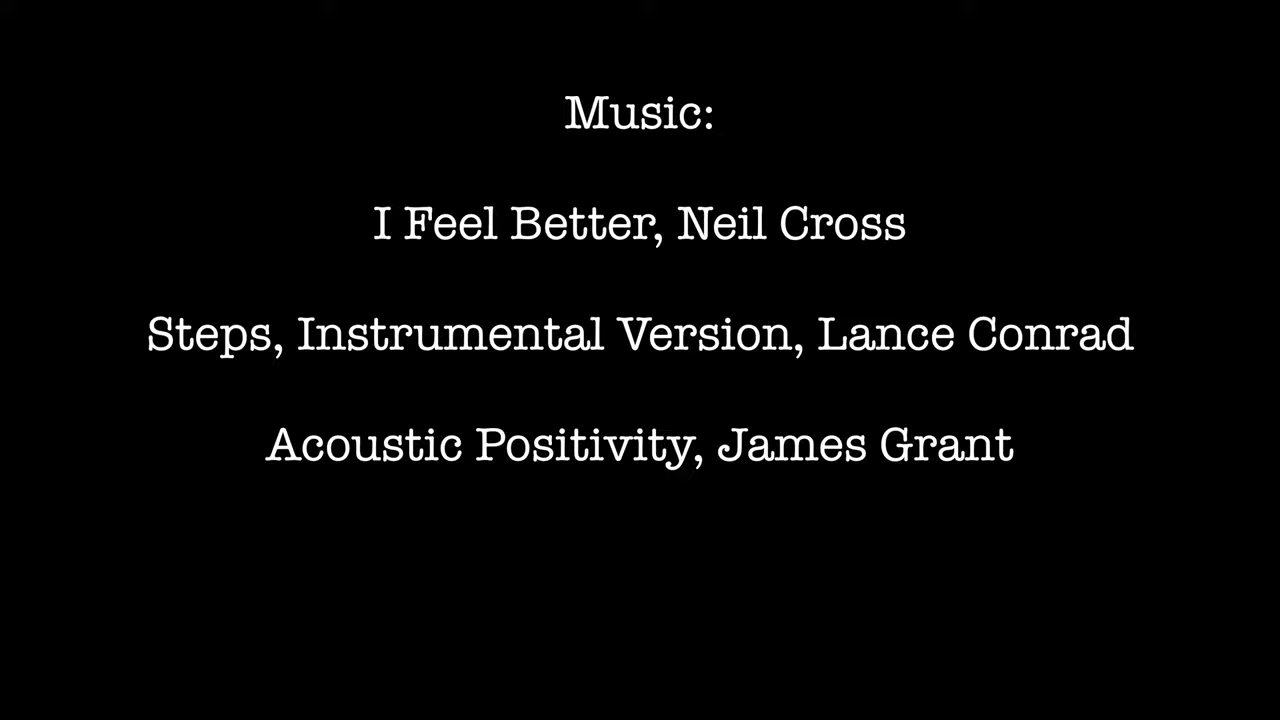 Music:
I Feel Better, Neil Cross
Steps, Instrumental Version, Lance Conrad
Acoustic Positivity, James Grant